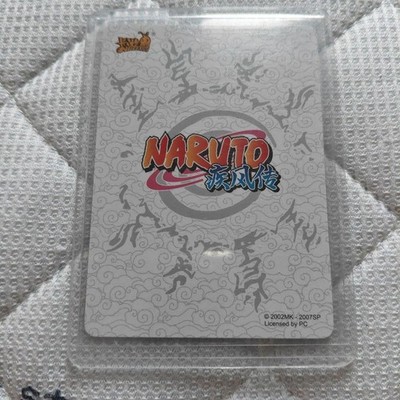 NARUTO
疾风传
© 2002MK - 2007SP
Licensed by PC